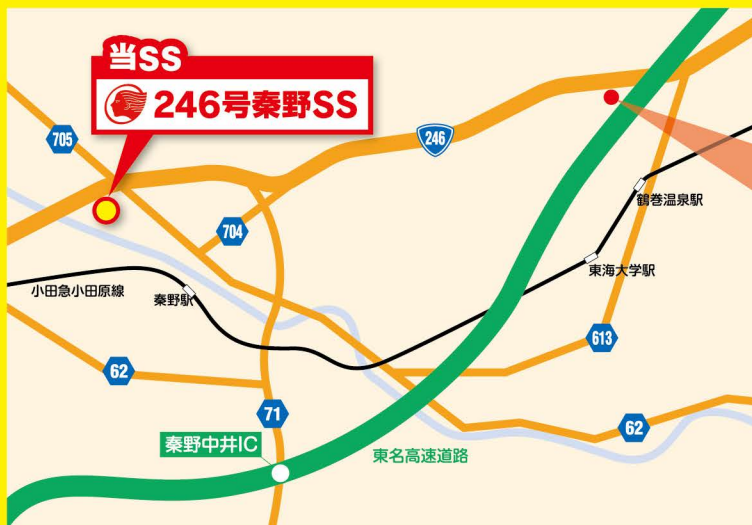 当SS
246号秦野SS
705
246
鶴巻温泉駅
704
東海大学駅
小田急小田原線
秦野駅
613
62
71
62
秦野中井IC
東名高速道路